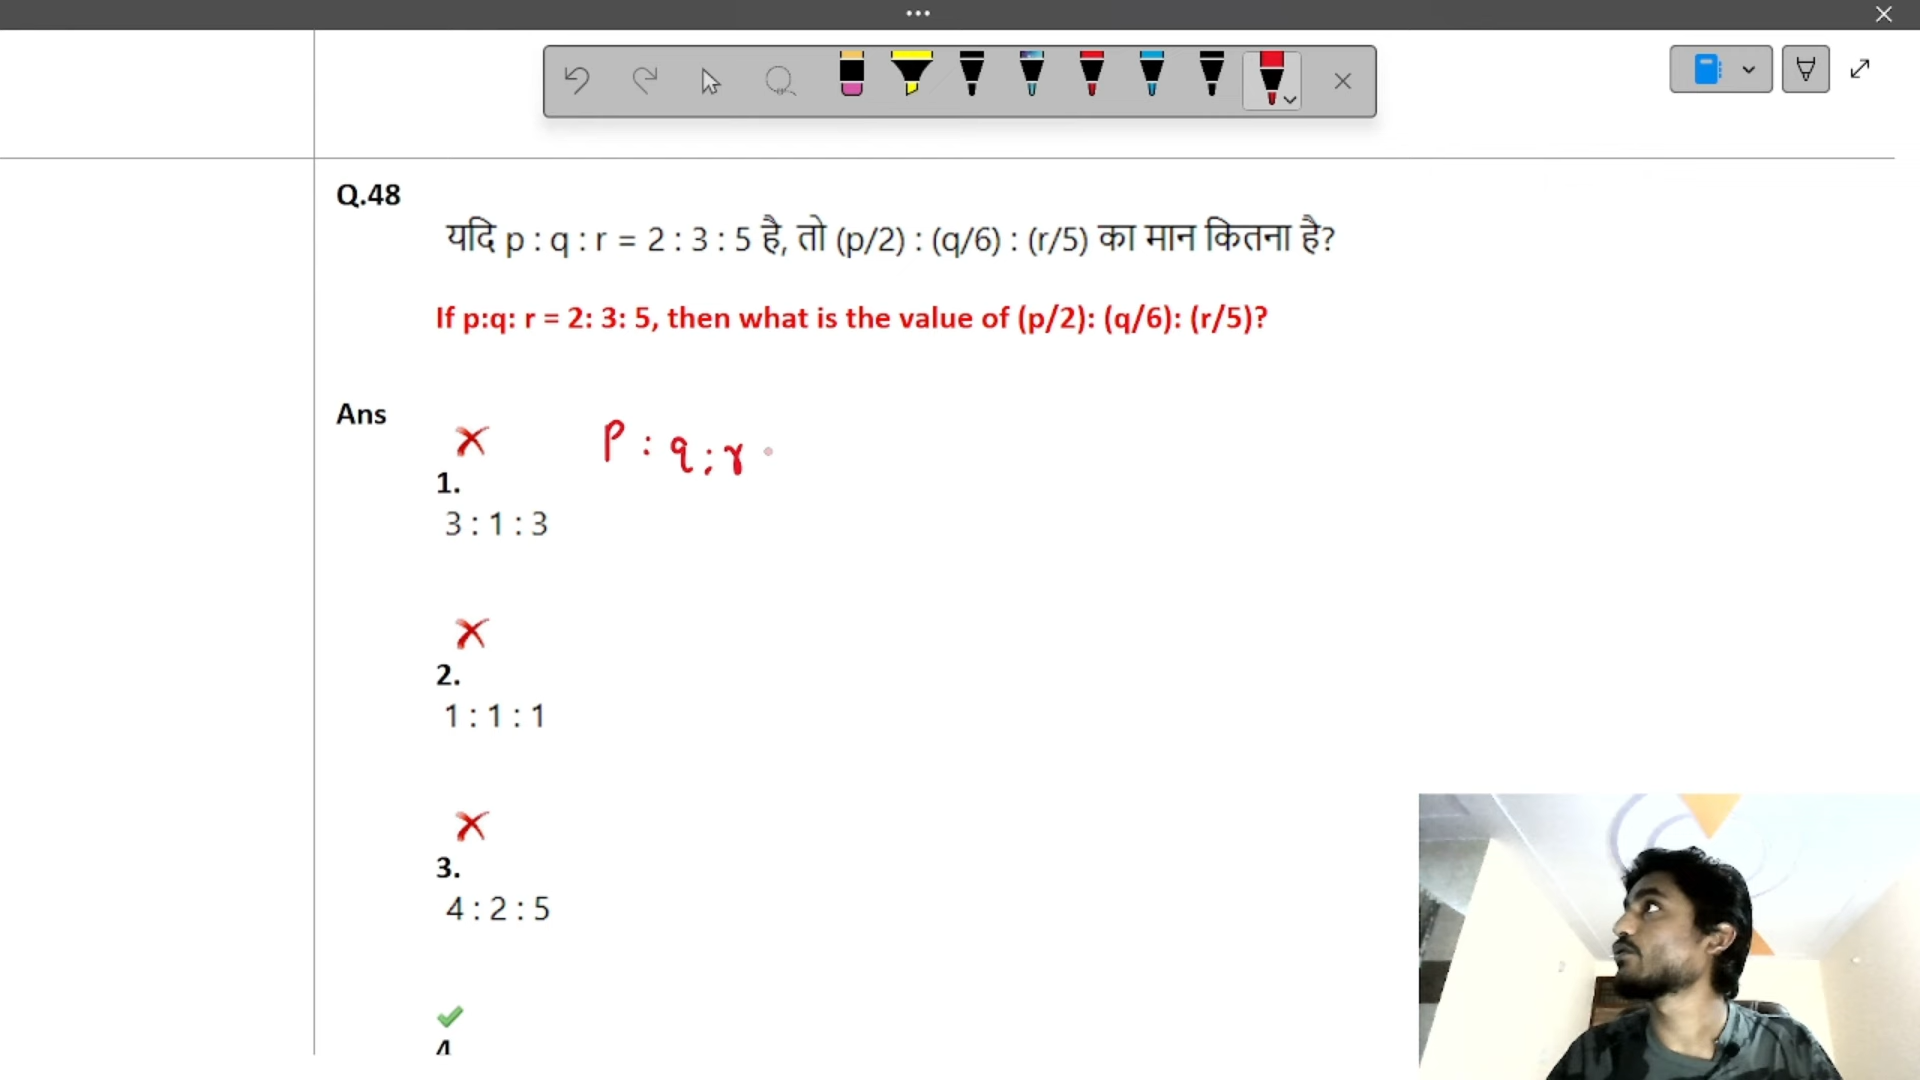 Q.48
यदि p : q : r = 2 : 3 : 5 है, तो (p/2) : (q/6) : (r/5) का मान कितना है?
If p:q: r = 2: 3: 5, then what is the value of (p/2): (q/6): (r/5)?
Ans
P : q : r
1.
3 : 1 : 3
2.
1 : 1 : 1
3.
4 : 2 : 5
4